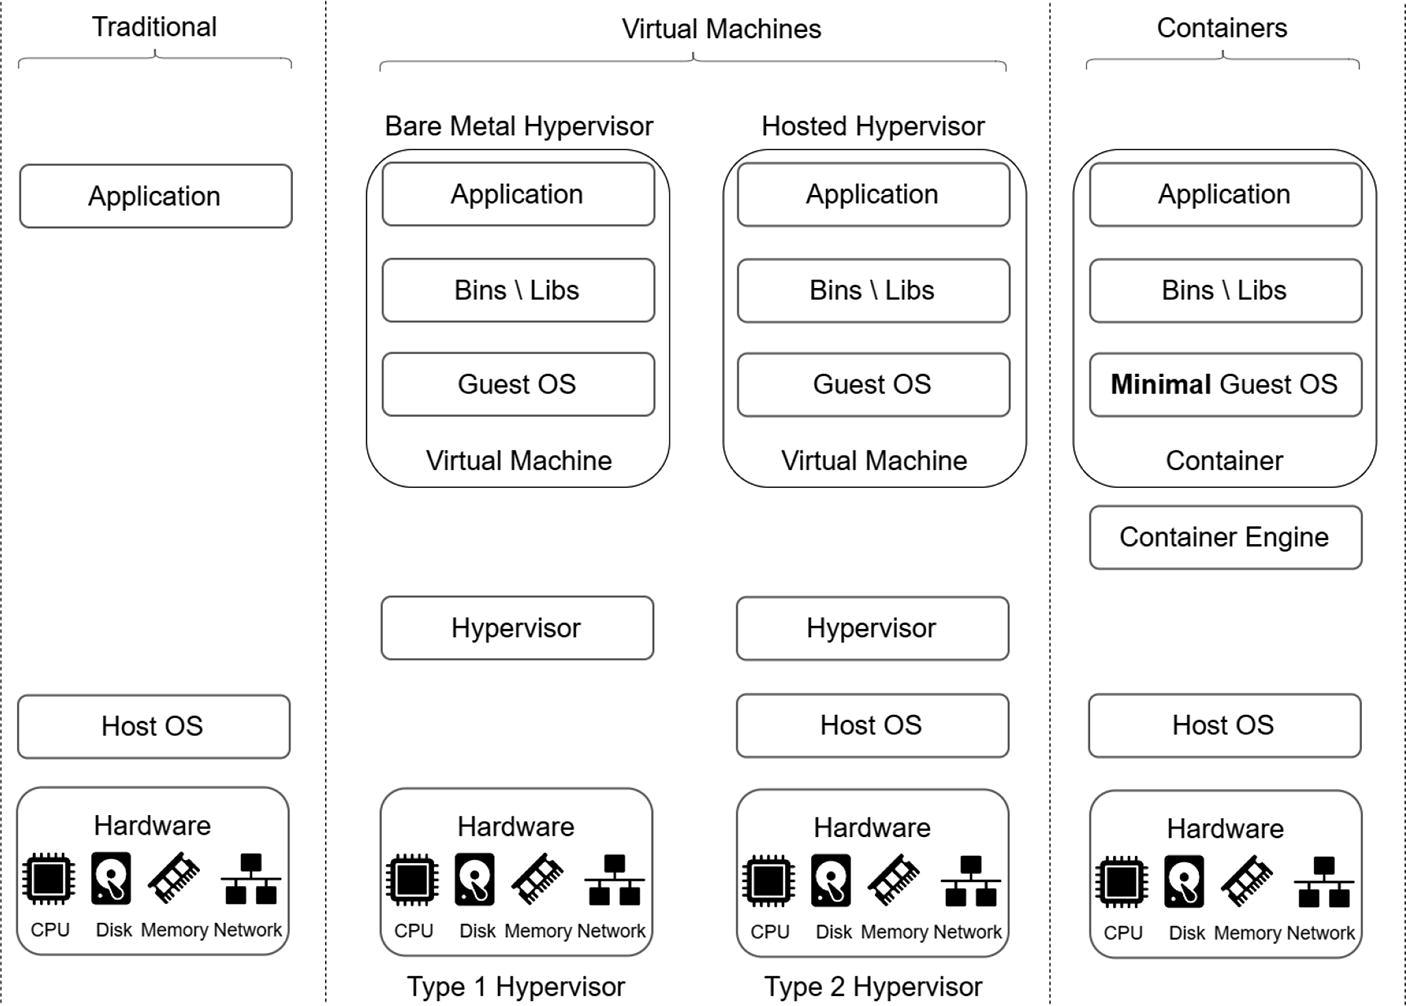 Traditional
Virtual Machines
Containers
Bare Metal Hypervisor
Hosted Hypervisor
Application
Application
Application
Application
Bins \ Libs
Bins \ Libs
Bins \ Libs
Guest OS
Guest OS
Minimal Guest OS
Virtual Machine
Virtual Machine
Container
Container Engine
Hypervisor
Hypervisor
Host OS
Host OS
Host OS
Hardware
Hardware
Hardware
Hardware
CPU Disk Memory Network
CPU Disk Memory Network
CPU Disk Memory Network
CPU Disk Memory Network
Type 1 Hypervisor
Type 2 Hypervisor